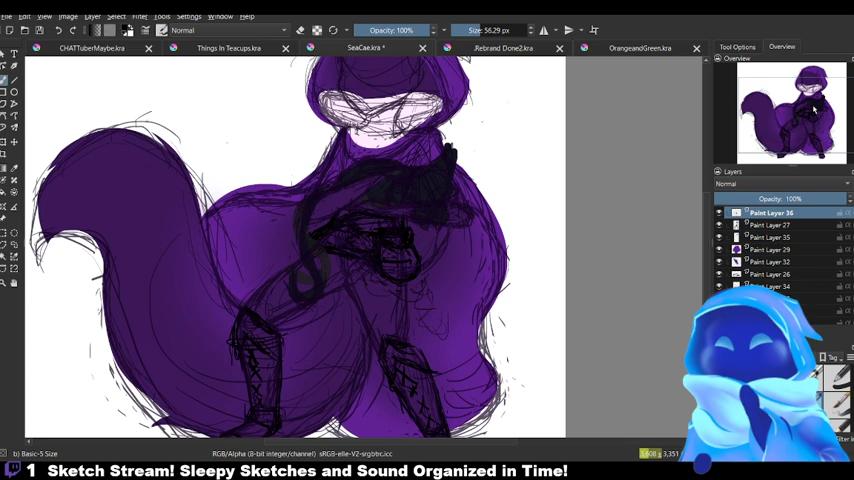 File Edit View Image Layer Select Filter Tools Settings Window Help
Normal
Opacity: 100%
Size: 56.29 px
CHATTuberMaybe.kra
Things In Teacups.kra
SeaCae.kra *
.Rebrand Done2.kra
OrangeandGreen.kra
Tool Options
Overview
Overview
Layers
Normal
Opacity: 100%
Paint Layer 36
Paint Layer 27
Paint Layer 35
Paint Layer 29
Paint Layer 32
Paint Layer 26
Paint Layer 34
Tag
b) Basic-5 Size
RGB/Alpha (8-bit integer/channel) sRGB-elle-V2-srgbtrc.icc
1 Sketch Stream! Sleepy Sketches and Sound Organized in Time!